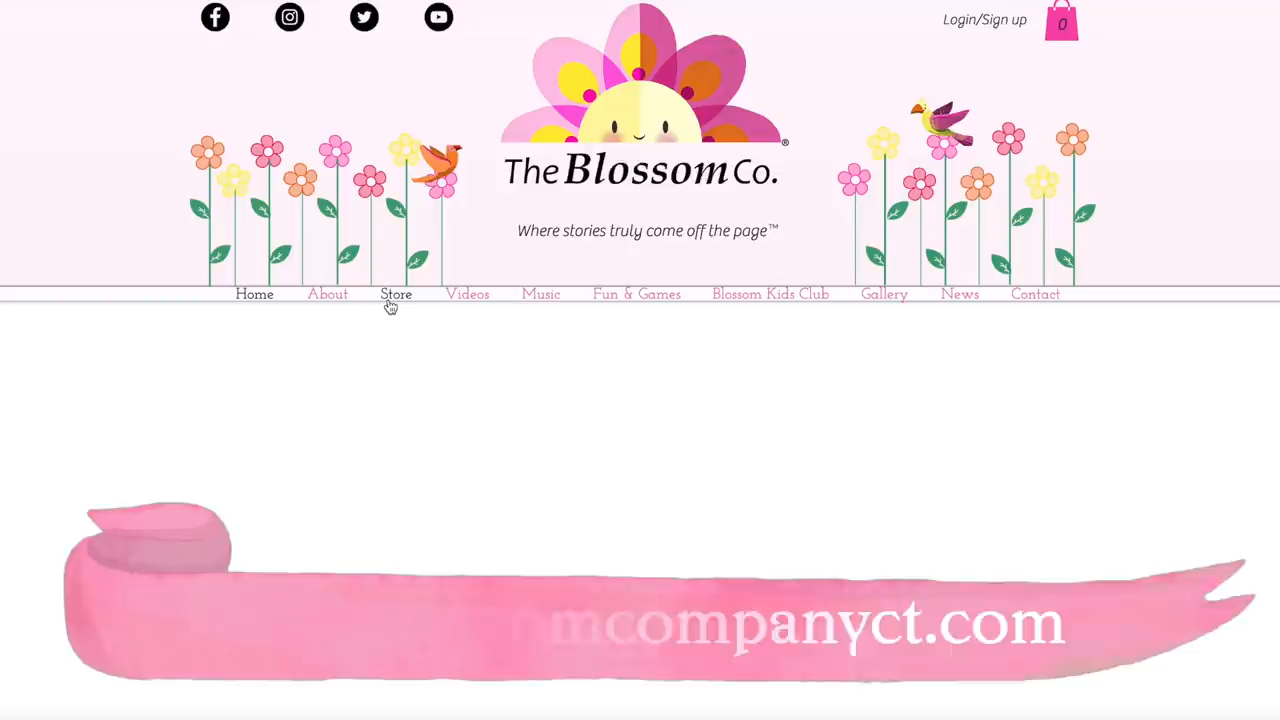 Login/Sign up
0
The Blossom Co.®
Where stories truly come off the page™
Home About Store Videos Music Fun & Games Blossom Kids Club Gallery News Contact
mcompanyct.com